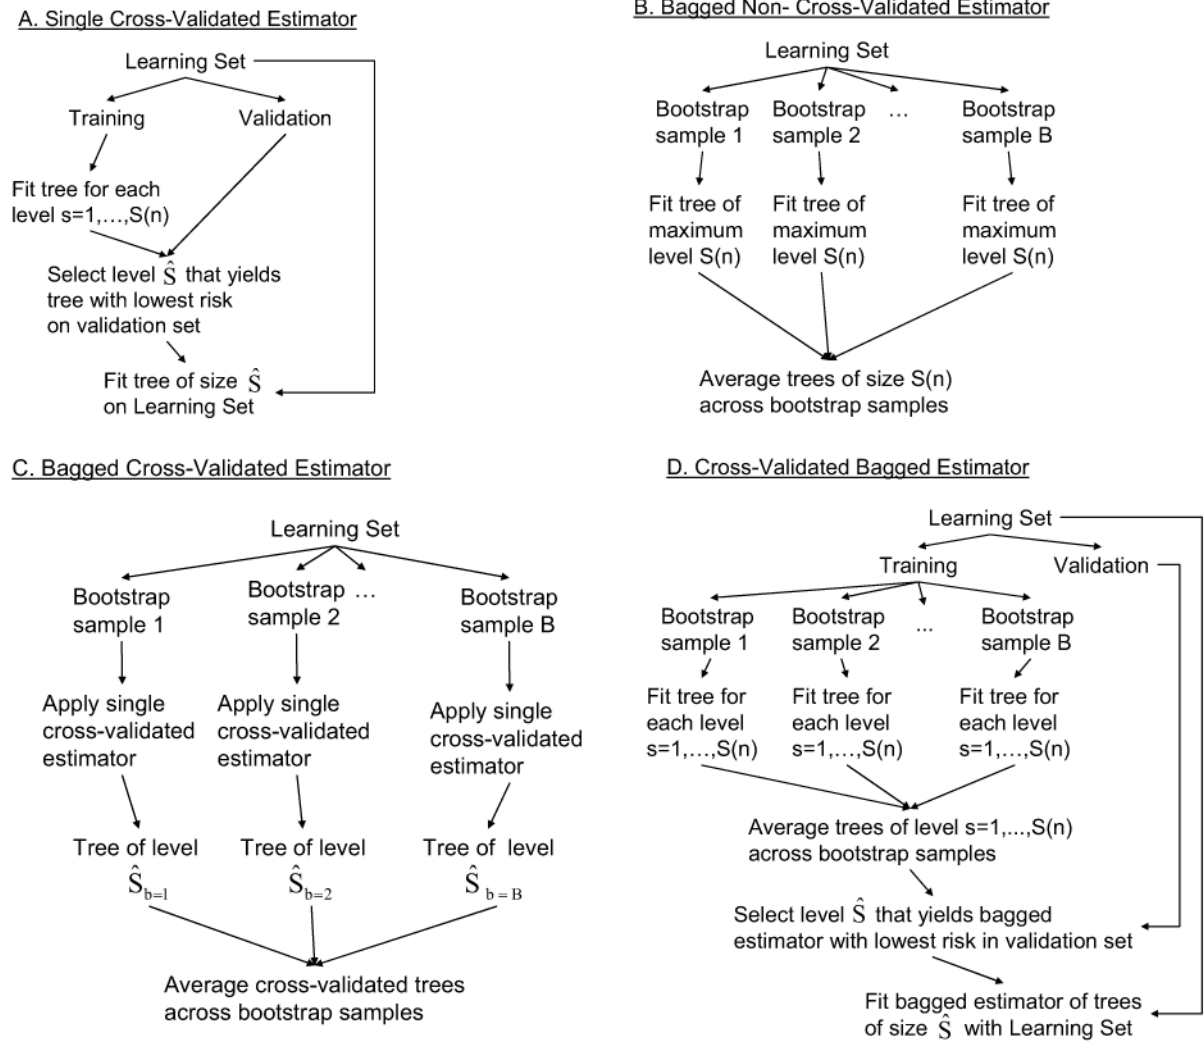 A. Single Cross-Validated Estimator
Learning Set
Training
Validation
Fit tree for each
level s=1,…,S(n)
Select level Ŝ that yields
tree with lowest risk
on validation set
Fit tree of size Ŝ
on Learning Set
B. Bagged Non- Cross-Validated Estimator
Learning Set
Bootstrap
sample 1
Bootstrap
sample 2
…
Bootstrap
sample B
Fit tree of
maximum
level S(n)
Fit tree of
maximum
level S(n)
Fit tree of
maximum
level S(n)
Average trees of size S(n)
across bootstrap samples
C. Bagged Cross-Validated Estimator
Learning Set
Bootstrap
sample 1
Bootstrap
sample 2
…
Bootstrap
sample B
Apply single
cross-validated
estimator
Apply single
cross-validated
estimator
Apply single
cross-validated
estimator
Tree of level
Ŝ b=1
Tree of level
Ŝ b=2
Tree of level
Ŝ b = B
Average cross-validated trees
across bootstrap samples
D. Cross-Validated Bagged Estimator
Learning Set
Training
Validation
Bootstrap
sample 1
Bootstrap
sample 2
...
Bootstrap
sample B
Fit tree for
each level
s=1,…,S(n)
Fit tree for
each level
s=1,…,S(n)
Fit tree for
each level
s=1,…,S(n)
Average trees of level s=1,...,S(n)
across bootstrap samples
Select level Ŝ that yields bagged
estimator with lowest risk in validation set
Fit bagged estimator of trees
of size Ŝ with Learning Set